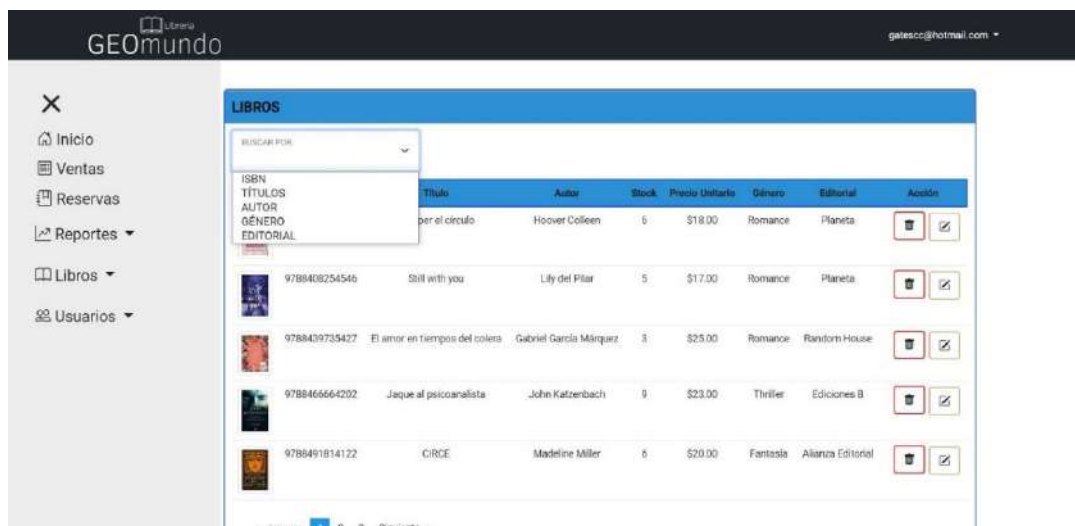 Librería
GEOmundo
gatescc@hotmail.com
Inicio
Ventas
Reservas
Reportes
Libros
Usuarios
LIBROS
BUSCAR POR
ISBN
TÍTULOS
AUTOR
GÉNERO
EDITORIAL
Título Autor Stock Precio Unitario Género Editorial Acción
per el círculo Hoover Colleen 6 $18.00 Romance Planeta
9788408254546 Still with you Lily del Pilar 5 $17.00 Romance Planeta
9788439735427 El amor en tiempos del colera Gabriel García Márquez 3 $25.00 Romance Random House
9788466664202 Jaque al psicoanalista John Katzenbach 9 $23.00 Thriller Ediciones B
9788491814122 CIRCE Madeline Miller 6 $20.00 Fantasía Alianza Editorial
Siguiente